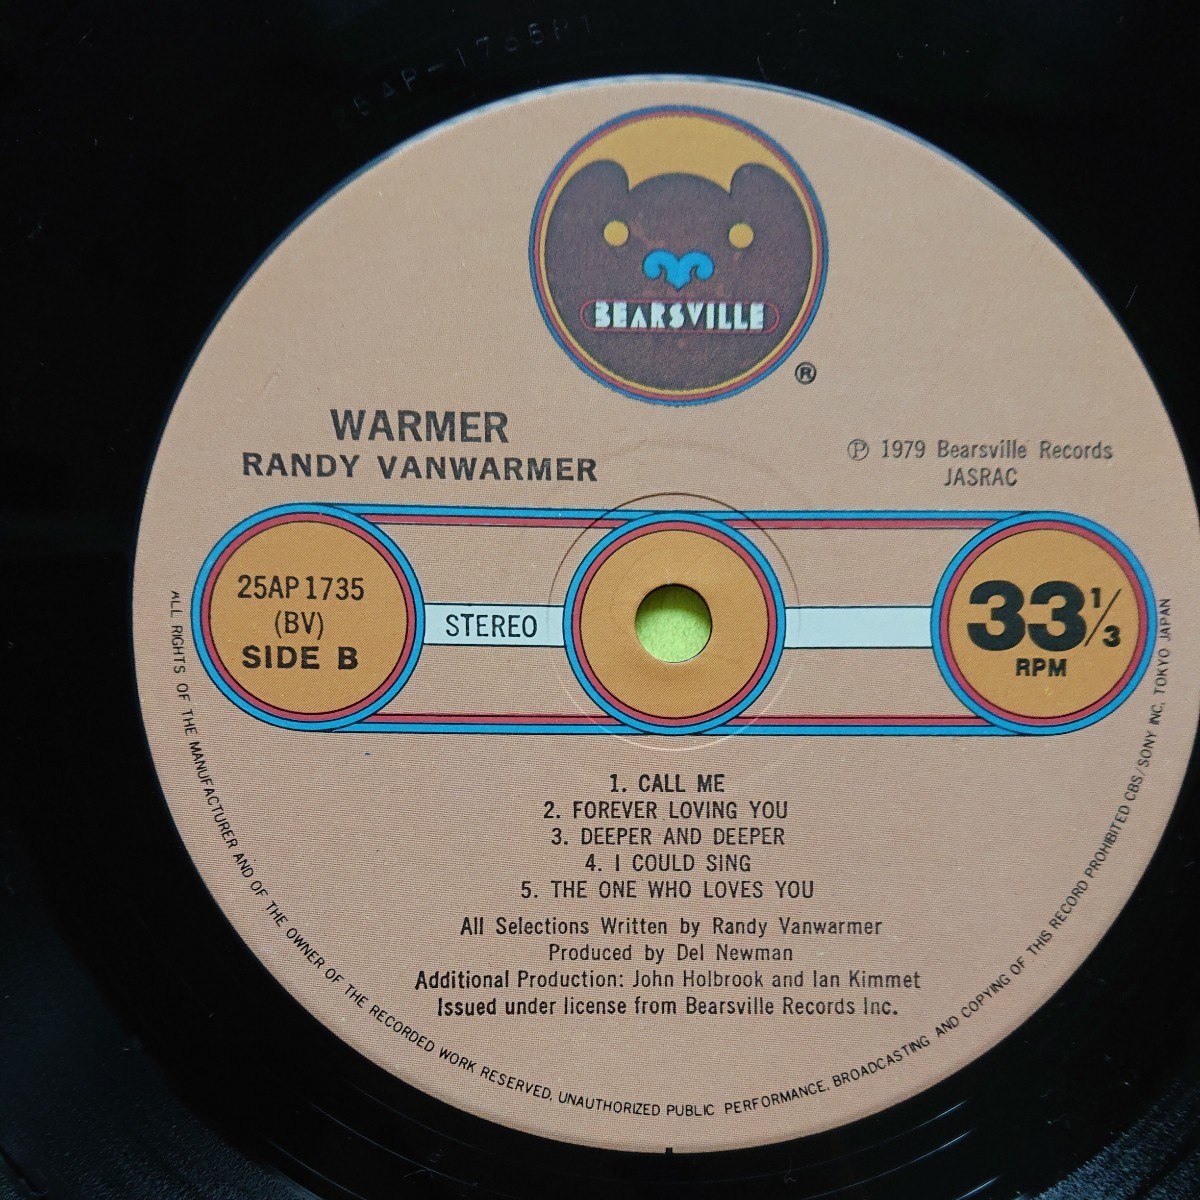 BEARSVILLE
®
WARMER
RANDY VANWARMER
Ⓟ 1979 Bearsville Records
JASRAC
25AP 1735
(BV)
SIDE B
STEREO
33 1/3
RPM
1. CALL ME
2. FOREVER LOVING YOU
3. DEEPER AND DEEPER
4. I COULD SING
5. THE ONE WHO LOVES YOU
All Selections Written by Randy Vanwarmer
Produced by Del Newman
Additional Production: John Holbrook and Ian Kimmet
Issued under license from Bearsville Records Inc.
ALL RIGHTS OF THE MANUFACTURER AND OF THE OWNER OF THE RECORDED WORK RESERVED. UNAUTHORIZED PUBLIC PERFORMANCE. BROADCASTING AND COPYING OF THIS RECORD PROHIBITED CBS/SONY INC. TOKYO JAPAN